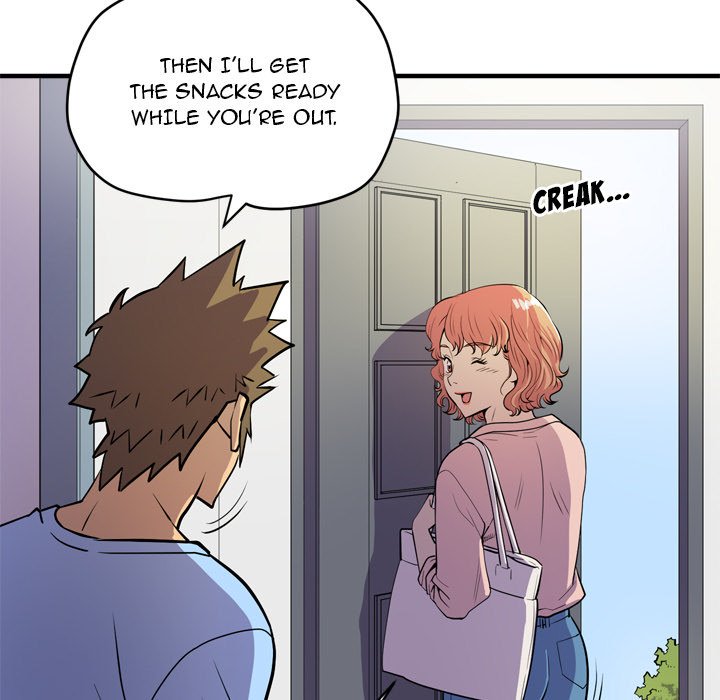 THEN I'LL GET
THE SNACKS READY
WHILE YOU'RE OUT.
CREAK...